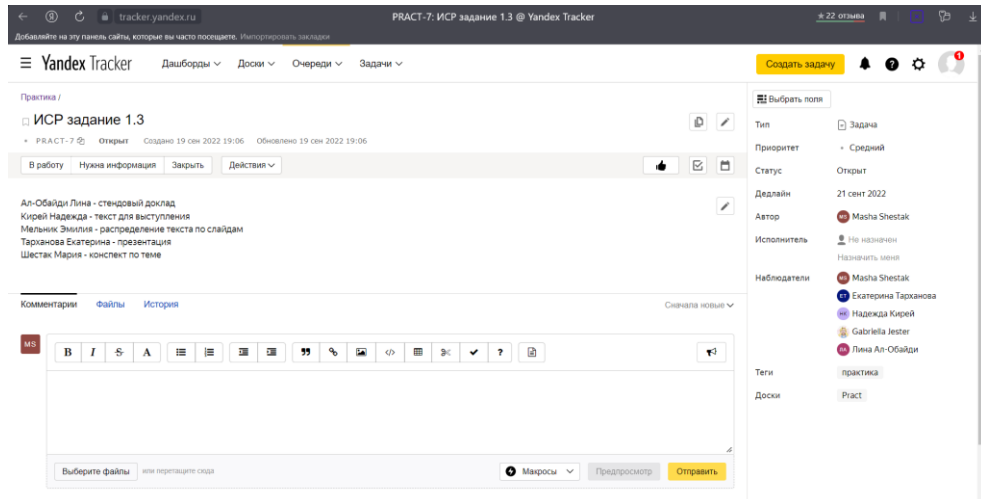 tracker.yandex.ru
PRACT-7: ИСР задание 1.3 @ Yandex Tracker
★ 22 отзыва
Добавляйте на эту панель сайты, которые вы часто посещаете. Импортировать закладки
Yandex Tracker
Дашборды
Доски
Очереди
Задачи
Создать задачу
1
Практика /
ИСР задание 1.3
PRACT-7
Открыт
Создано 19 сен 2022 19:06
Обновлено 19 сен 2022 19:06
В работу
Нужна информация
Закрыть
Действия
Ал-Обайди Лина - стендовый доклад
Кирей Надежда - текст для выступления
Мельник Эмилия - распределение текста по слайдам
Тарханова Екатерина - презентация
Шестак Мария - конспект по теме
Комментарии
Файлы
История
Сначала новые
MS
B I S A
Выберите файлы
или перетащите сюда
Макросы
Предпросмотр
Отправить
Выбрать поля
Тип Задача
Приоритет Средний
Статус Открыт
Дедлайн 21 сент 2022
Автор MS Masha Shestak
Исполнитель Не назначен
Назначить меня
Наблюдатели MS Masha Shestak
ЕТ Екатерина Тарханова
НК Надежда Кирей
Gabriella Jester
ЛА Лина Ал-Обайди
Теги практика
Доски Pract